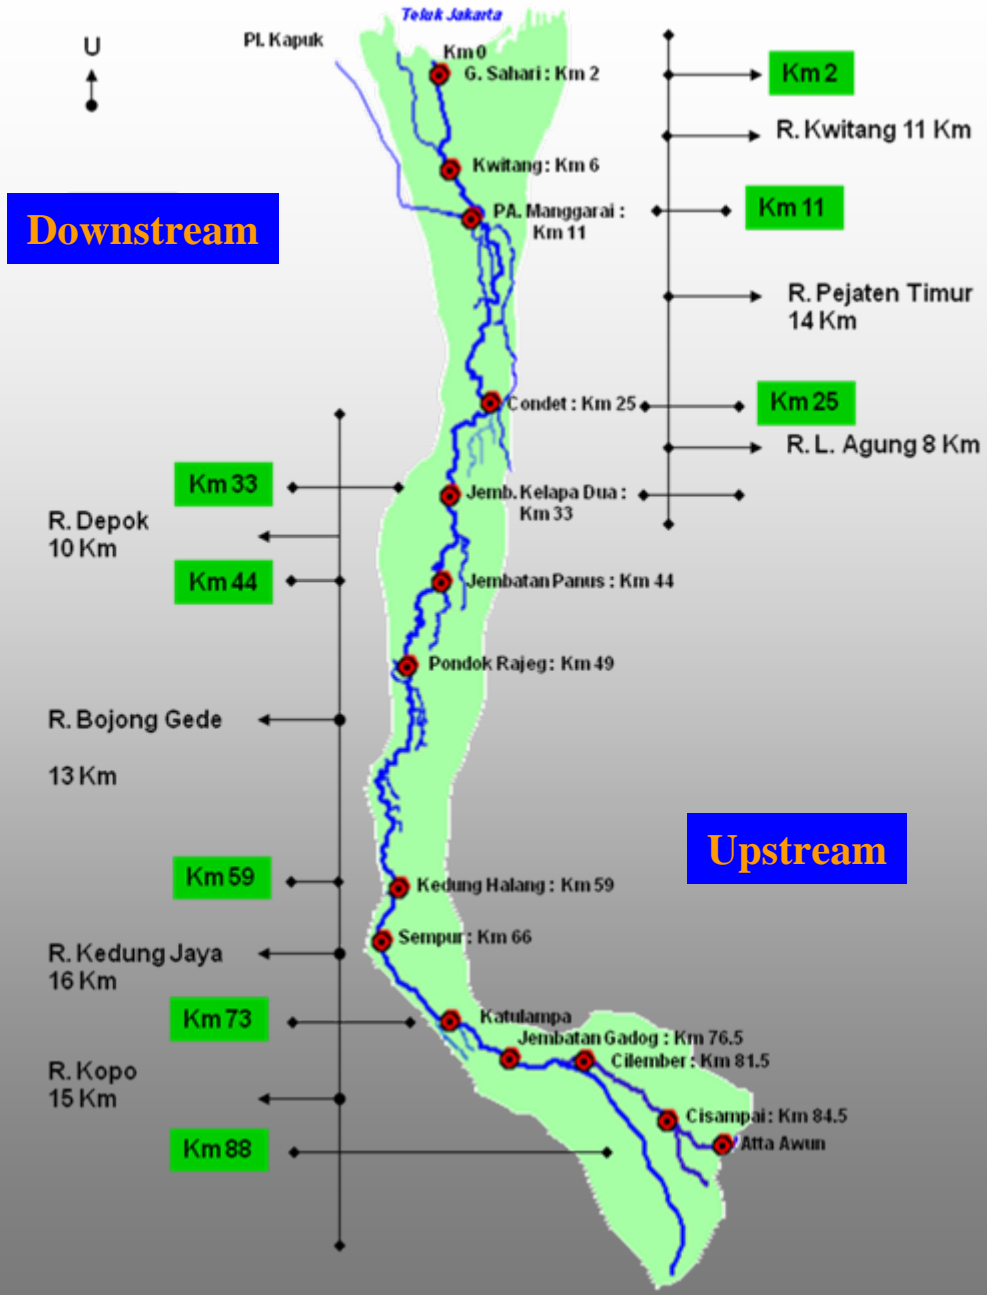 Teluk Jakarta
Pl. Kapuk
U
Km 0
G. Sahari : Km 2
Km 2
R. Kwitang 11 Km
Kwitang : Km 6
PA. Manggarai :
Km 11
Km 11
Downstream
R. Pejaten Timur
14 Km
Condet : Km 25
Km 25
R. L. Agung 8 Km
Km 33
Jemb. Kelapa Dua :
Km 33
R. Depok
10 Km
Km 44
Jembatan Panus : Km 44
Pondok Rajeg : Km 49
R. Bojong Gede
13 Km
Upstream
Km 59
Kedung Halang : Km 59
Sempur : Km 66
R. Kedung Jaya
16 Km
Km 73
Katulampa
Jembatan Gadog : Km 76.5
Cilember : Km 81.5
R. Kopo
15 Km
Cisampai : Km 84.5
Km 88
Atta Awun